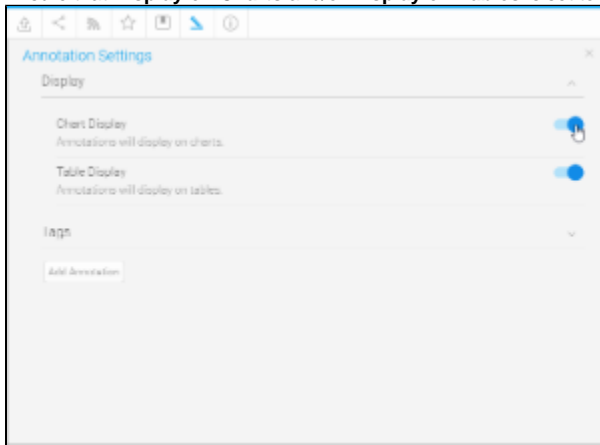 Annotation Settings
Display
Chart Display
Annotations will display on charts.
Table Display
Annotations will display on tables.
Tags
Add Annotation